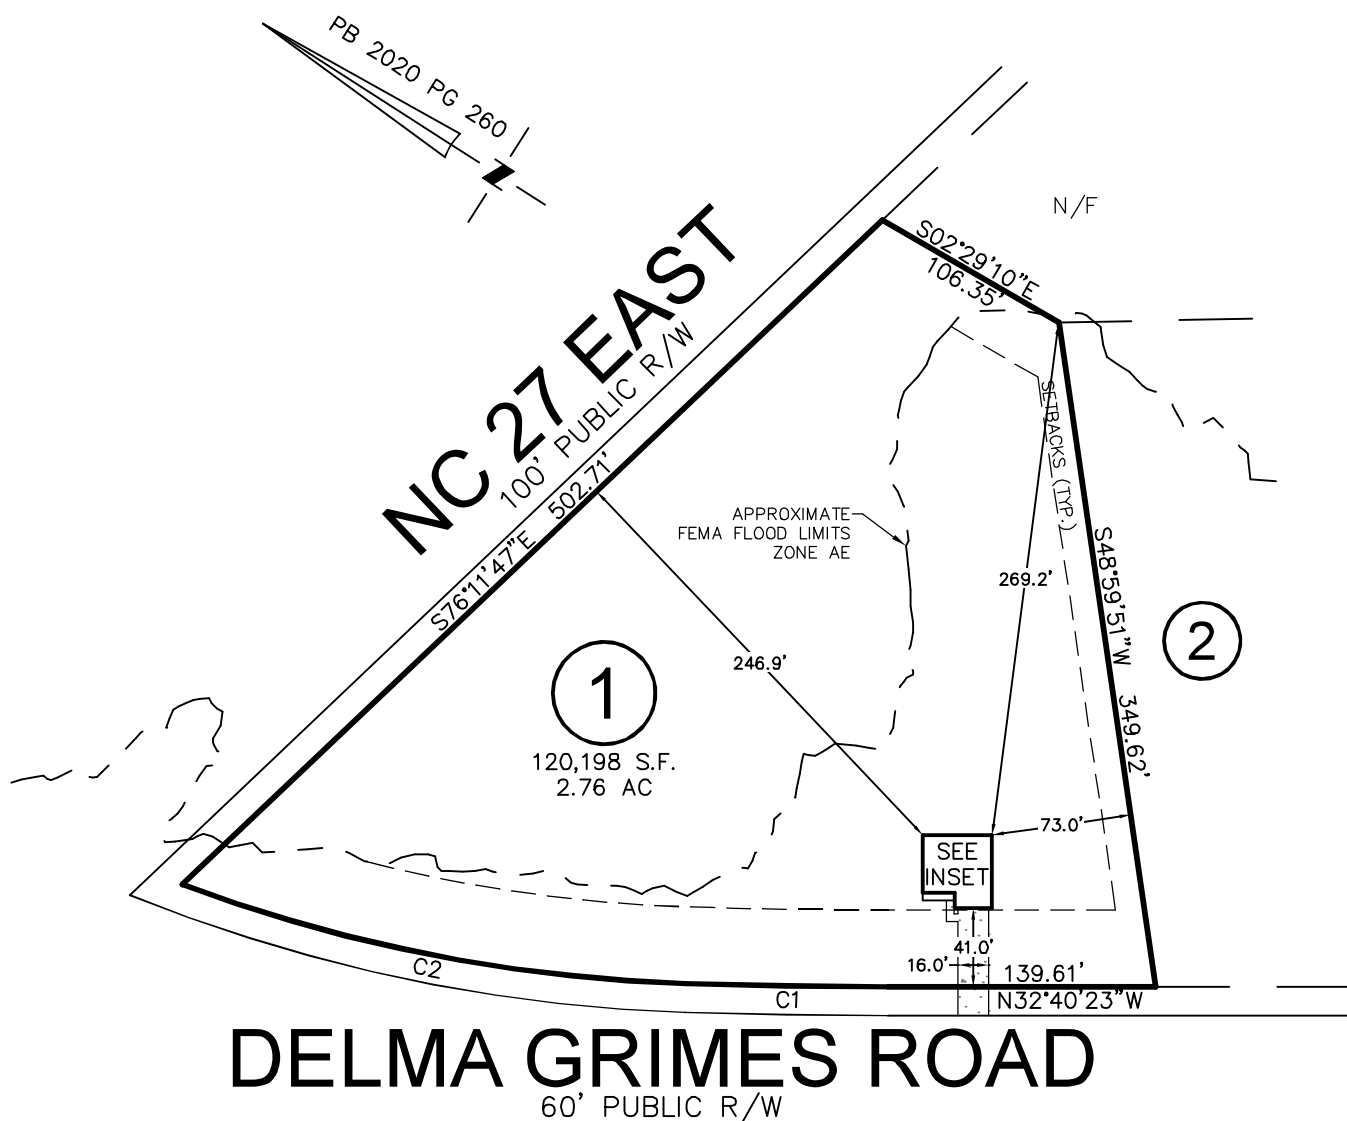 PB 2020 PG 260
N/F
S02°29'10"E
106.35'
NC 27 EAST
100' PUBLIC R/W
S76°11'47"E 502.71'
SETBACKS (TYP.)
APPROXIMATE
FEMA FLOOD LIMITS
ZONE AE
269.2'
S48°59'51"W 349.62'
2
246.9'
1
120,198 S.F.
2.76 AC
73.0'
SEE
INSET
41.0'
16.0'
139.61'
N32°40'23"W
C2
C1
DELMA GRIMES ROAD
60' PUBLIC R/W